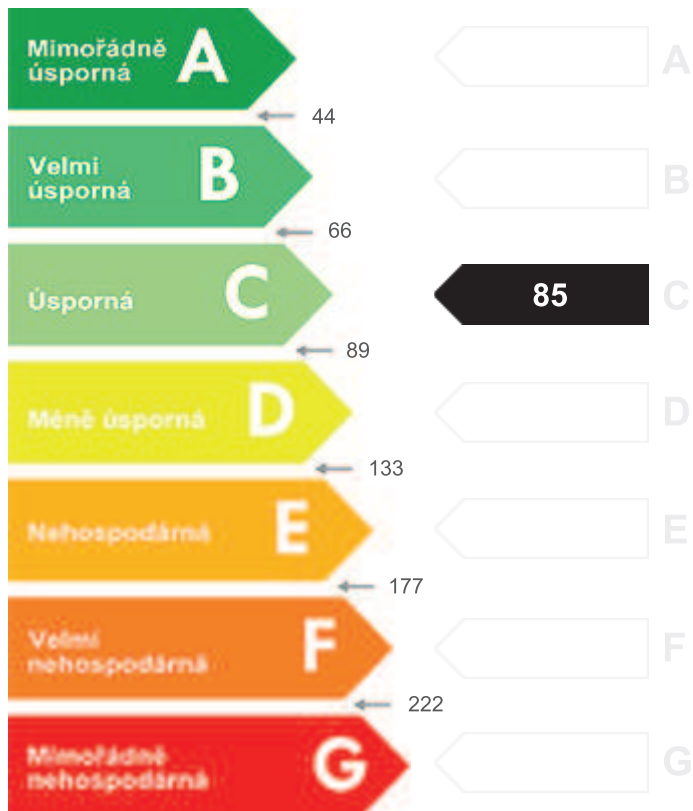 Mimořádně
úsporná
A
A
44
Velmi
úsporná
B
B
66
Úsporná
C
85
C
89
Méně úsporná
D
D
133
Nehospodárná
E
E
177
Velmi
nehospodárná
F
F
222
Mimořádně
nehospodárná
G
G